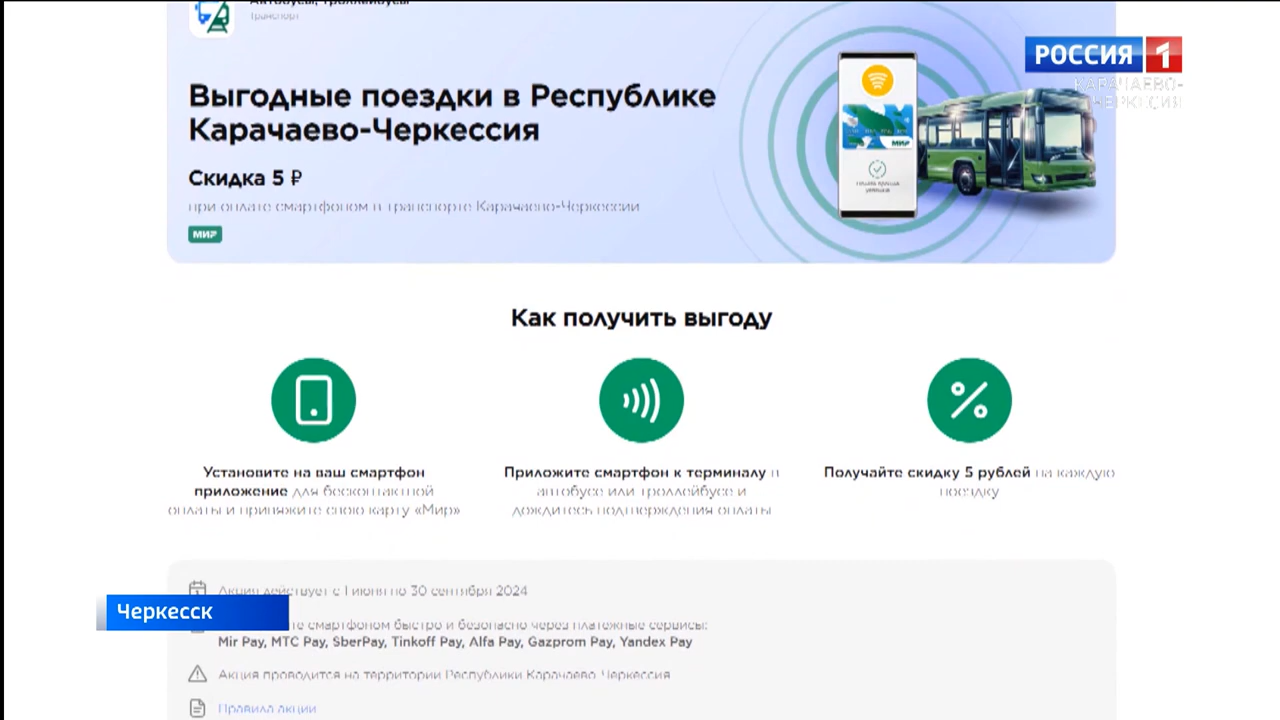 Автобусы, троллейбусы
Транспорт
РОССИЯ 1
КАРАЧАЕВО-
ЧЕРКЕССИЯ
Выгодные поездки в Республике
Карачаево-Черкессия
Скидка 5 ₽
при оплате смартфоном в транспорте Карачаево-Черкессии
МИР
МИР
Как получить выгоду
Установите на ваш смартфон
приложение для бесконтактной
оплаты и привяжите свою карту «Мир»
Приложите смартфон к терминалу в
автобусе или троллейбусе и
дождитесь подтверждения оплаты
Получайте скидку 5 рублей на каждую
поездку
Акция действует с 1 июня по 30 сентября 2024
Черкесск
смартфоном быстро и безопасно через платежные сервисы:
Mir Pay, МТС Pay, SberPay, Tinkoff Pay, Alfa Pay, Gazprom Pay, Yandex Pay
Акция проводится на территории Республики Карачаево-Черкессия
Правила акции